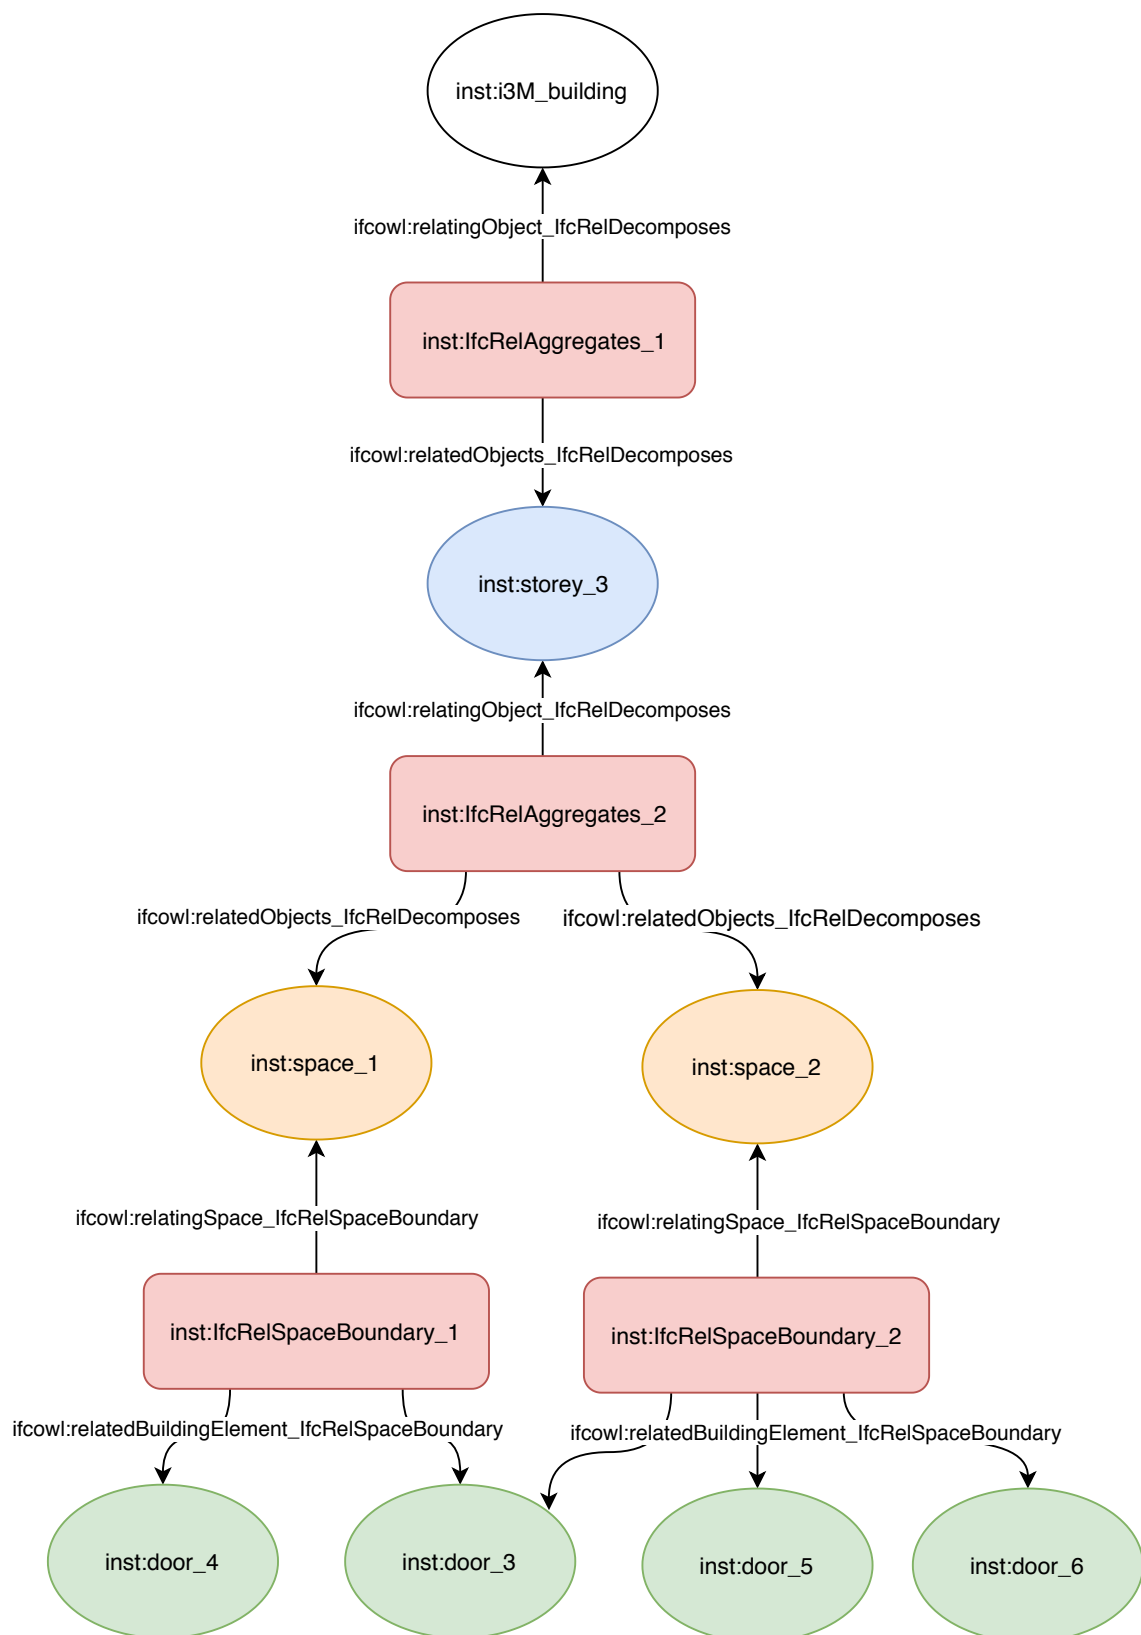 inst:i3M_building
ifcowl:relatingObject_IfcRelDecomposes
inst:IfcRelAggregates_1
ifcowl:relatedObjects_IfcRelDecomposes
inst:storey_3
ifcowl:relatingObject_IfcRelDecomposes
inst:IfcRelAggregates_2
ifcowl:relatedObjects_IfcRelDecomposes
ifcowl:relatedObjects_IfcRelDecomposes
inst:space_1
inst:space_2
ifcowl:relatingSpace_IfcRelSpaceBoundary
ifcowl:relatingSpace_IfcRelSpaceBoundary
inst:IfcRelSpaceBoundary_1
inst:IfcRelSpaceBoundary_2
ifcowl:relatedBuildingElement_IfcRelSpaceBoundary
ifcowl:relatedBuildingElement_IfcRelSpaceBoundary
inst:door_4
inst:door_3
inst:door_5
inst:door_6